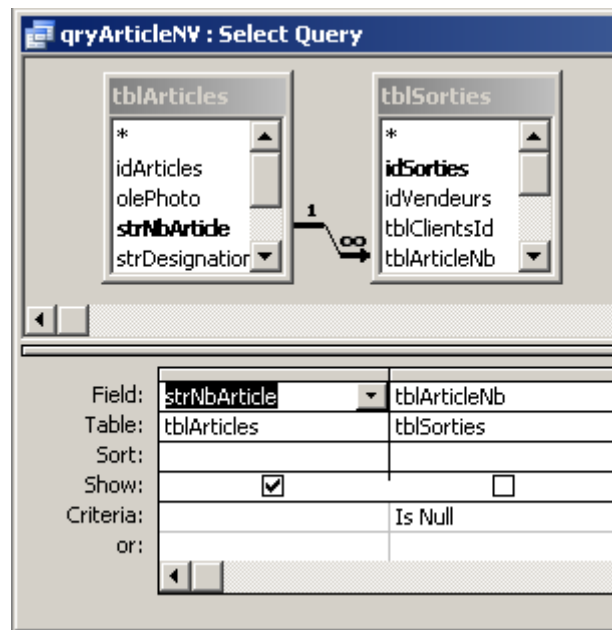 qryArticleNV : Select Query
tblArticles
*
idArticles
olePhoto
strNbArticle
strDesignation
tblSorties
*
idSorties
idVendeurs
tblClientsId
tblArticleNb
1
∞
Field: strNbArticle tblArticleNb
Table: tblArticles tblSorties
Sort:
Show:
Criteria: Is Null
or: